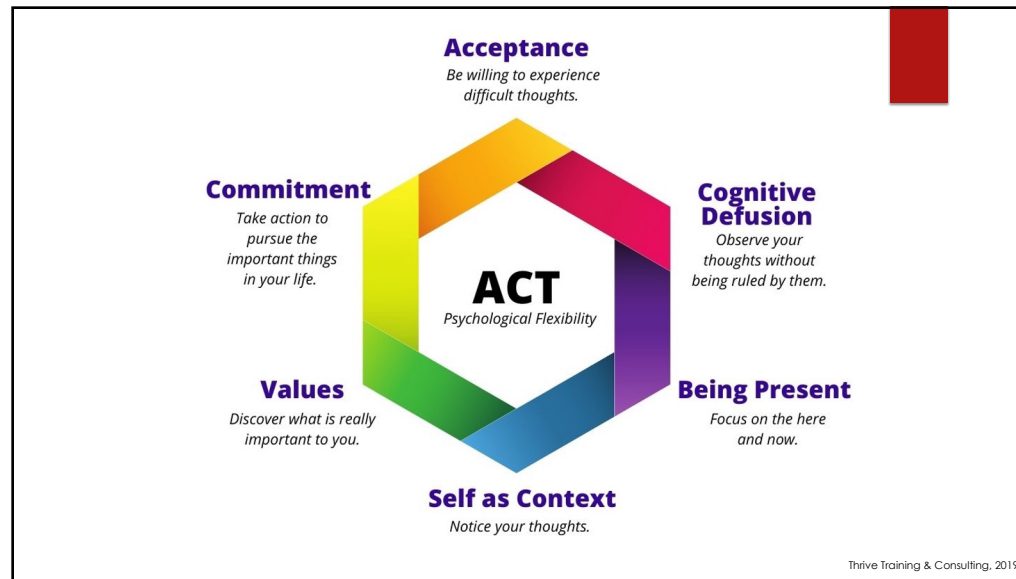 Acceptance
Be willing to experience
difficult thoughts.
Commitment
Take action to
pursue the
important things
in your life.
Cognitive
Defusion
Observe your
thoughts without
being ruled by them.
ACT
Psychological Flexibility
Values
Discover what is really
important to you.
Being Present
Focus on the here
and now.
Self as Context
Notice your thoughts.
Thrive Training & Consulting, 2019